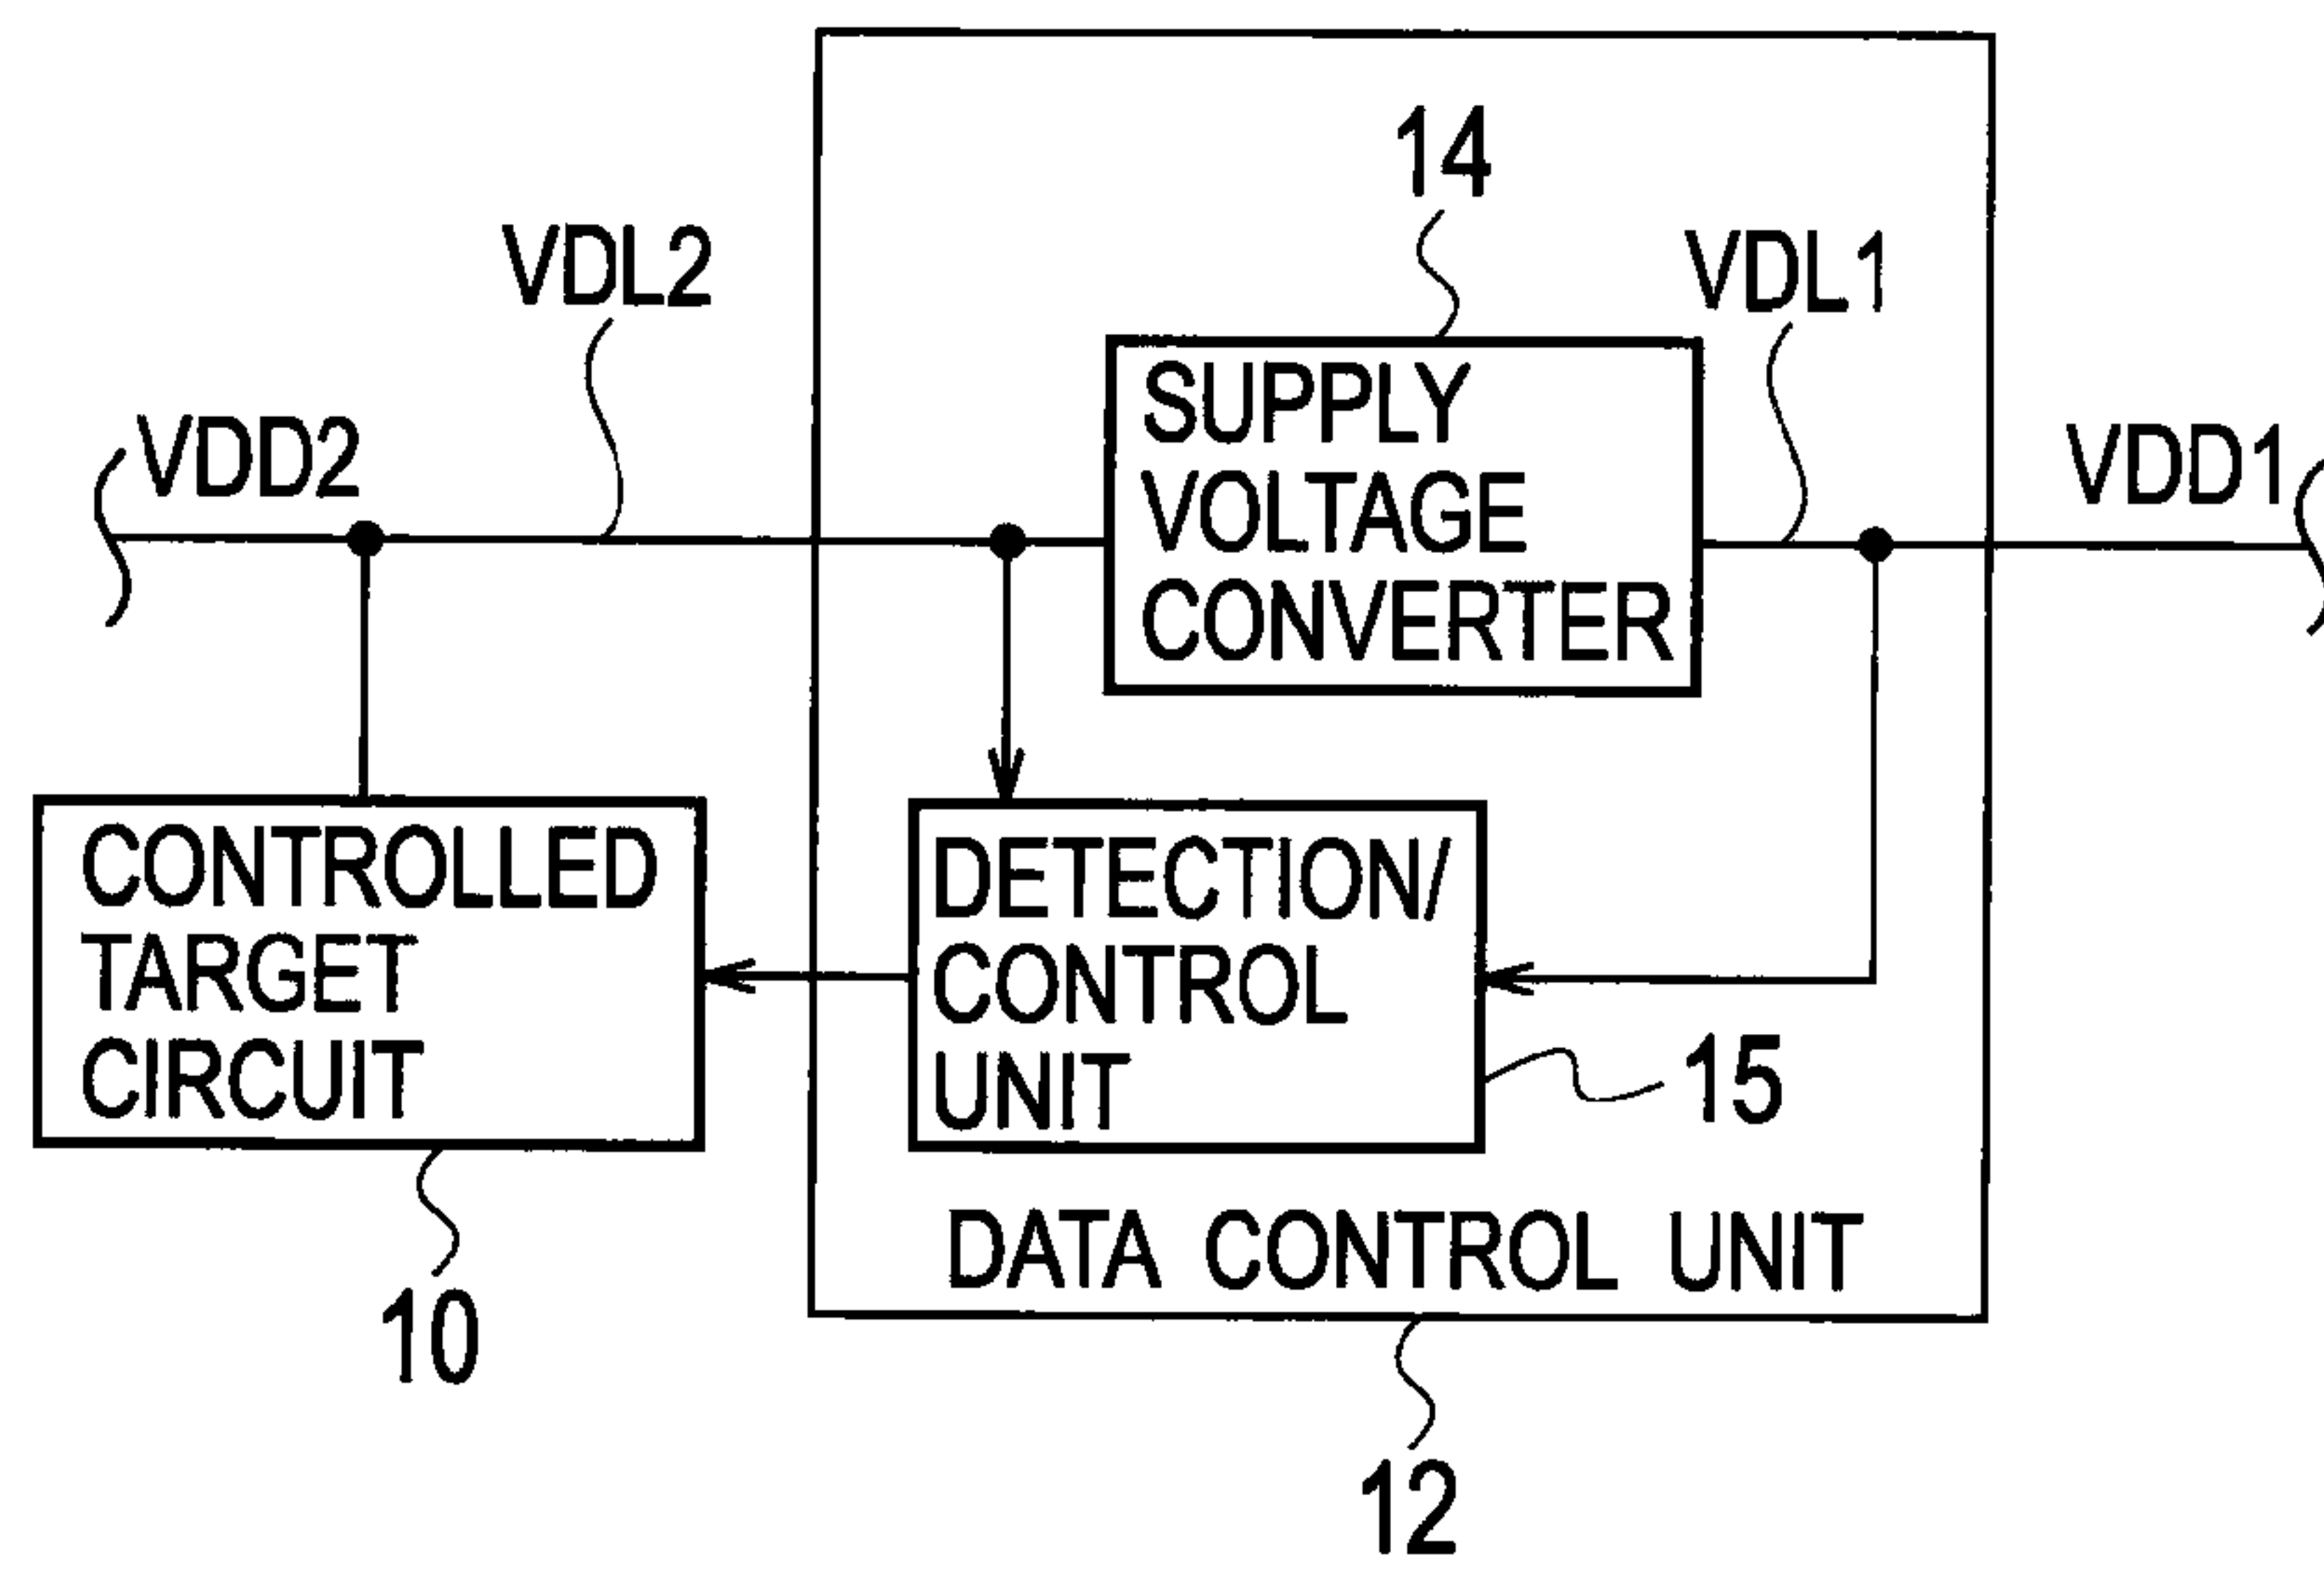 14
VDL2
VDL1
VDD2
VDD1
SUPPLY
VOLTAGE
CONVERTER
CONTROLLED
TARGET
CIRCUIT
DETECTION/
CONTROL
UNIT
15
DATA CONTROL UNIT
10
12